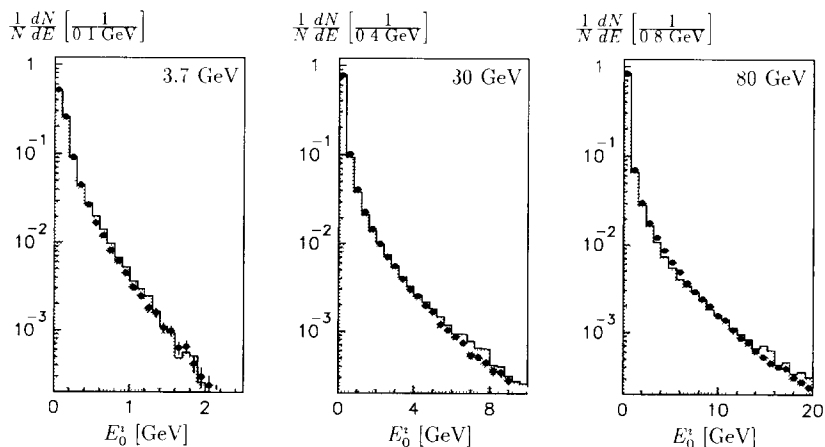 1/N dN/dE [1/0 1 GeV]
1/N dN/dE [1/0 4 GeV]
1/N dN/dE [1/0 8 GeV]
3.7 GeV
30 GeV
80 GeV
1
10^-1
10^-2
10^-3
1
10^-1
10^-2
10^-3
1
10^-1
10^-2
10^-3
0 1 2
0 4 8
0 10 20
E_0^i [GeV]
E_0^i [GeV]
E_0^i [GeV]